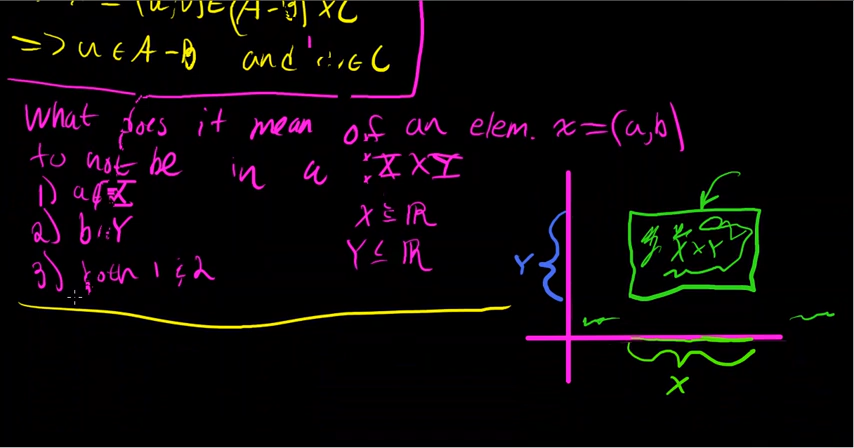 = (a,b) ∈ (A-B) × C
=> a ∈ A-B and b ∈ C
What does it mean of an elem. x = (a,b)
to not be in a X × Y
1) a ∉ X
2) b ∉ Y
3) both 1 & 2
X ⊆ ℝ
Y ⊆ ℝ
Y
X × Y
X